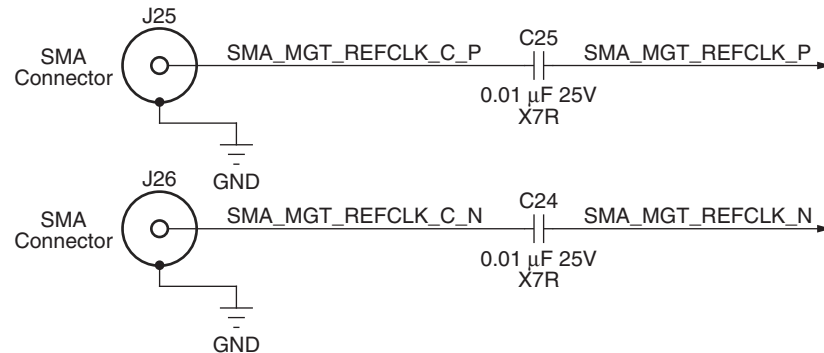 J25
SMA
Connector
SMA_MGT_REFCLK_C_P
C25
SMA_MGT_REFCLK_P
0.01 µF 25V
X7R
GND
J26
SMA
Connector
SMA_MGT_REFCLK_C_N
C24
SMA_MGT_REFCLK_N
0.01 µF 25V
X7R
GND